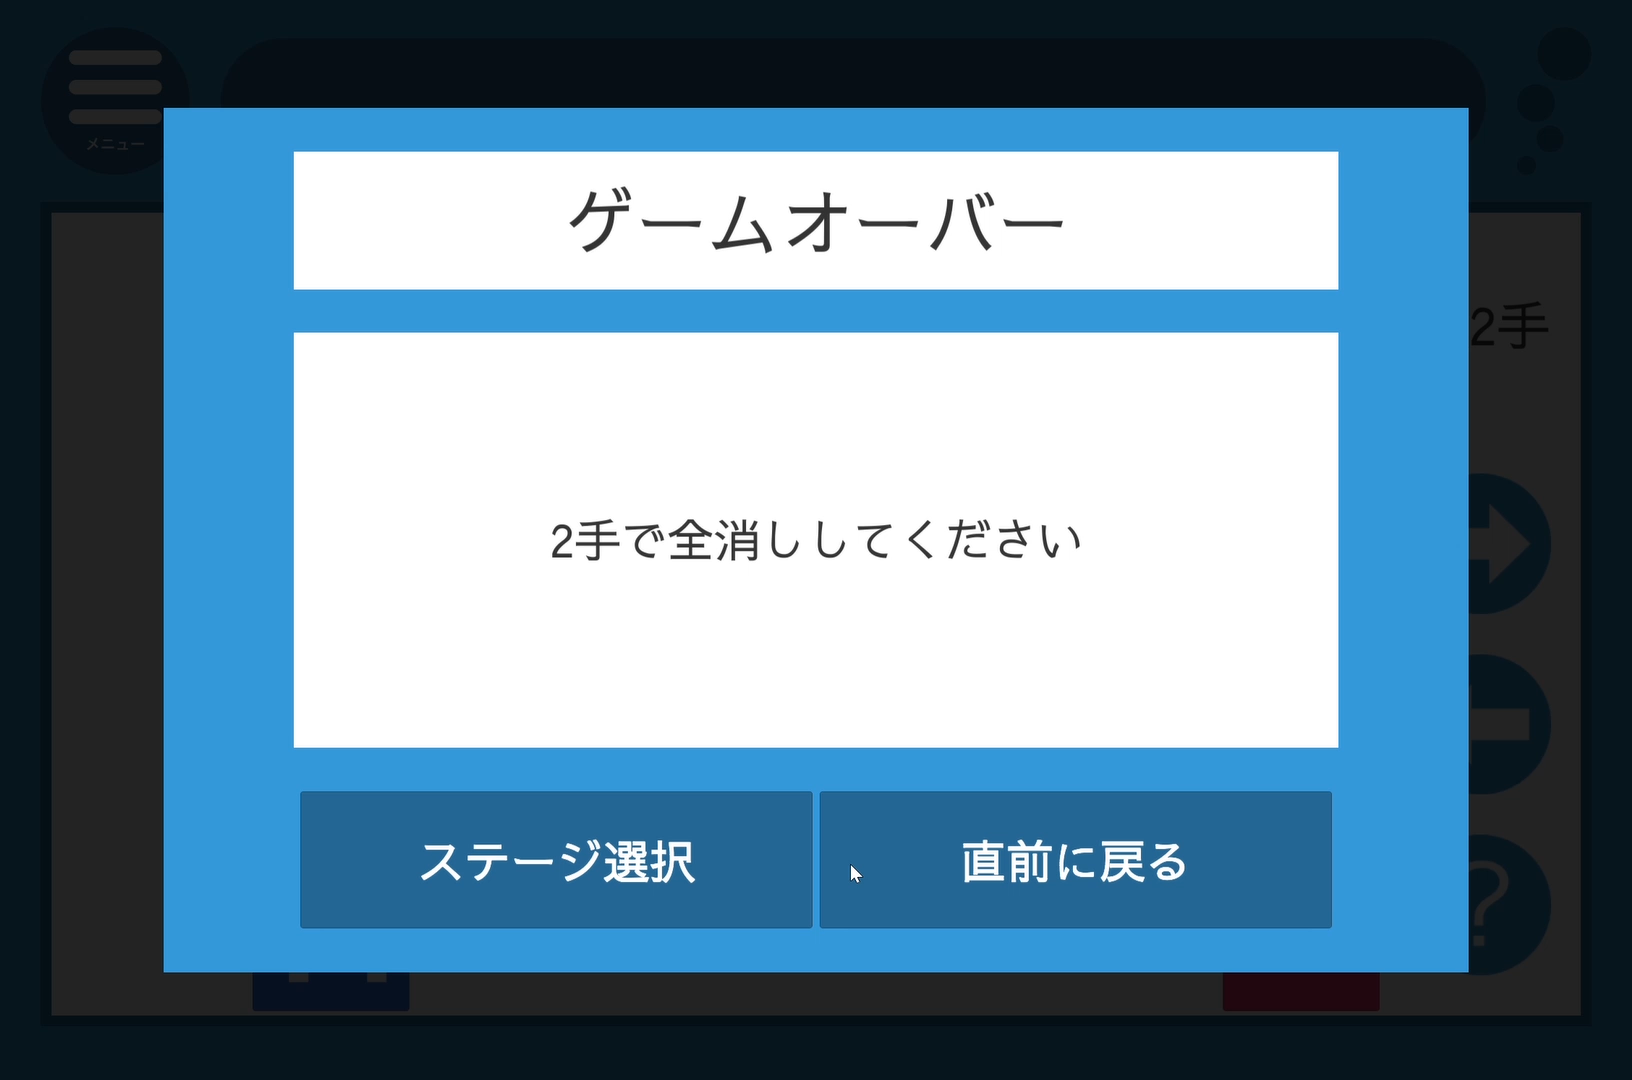 メニュー
ゲームオーバー
2手
2手で全消ししてください
?
ステージ選択
直前に戻る